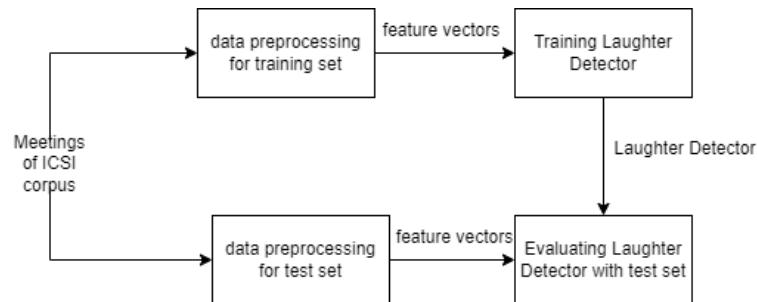 data preprocessing
for training set
feature vectors
Training Laughter
Detector
Meetings
of ICSI
corpus
Laughter Detector
data preprocessing
for test set
feature vectors
Evaluating Laughter
Detector with test set